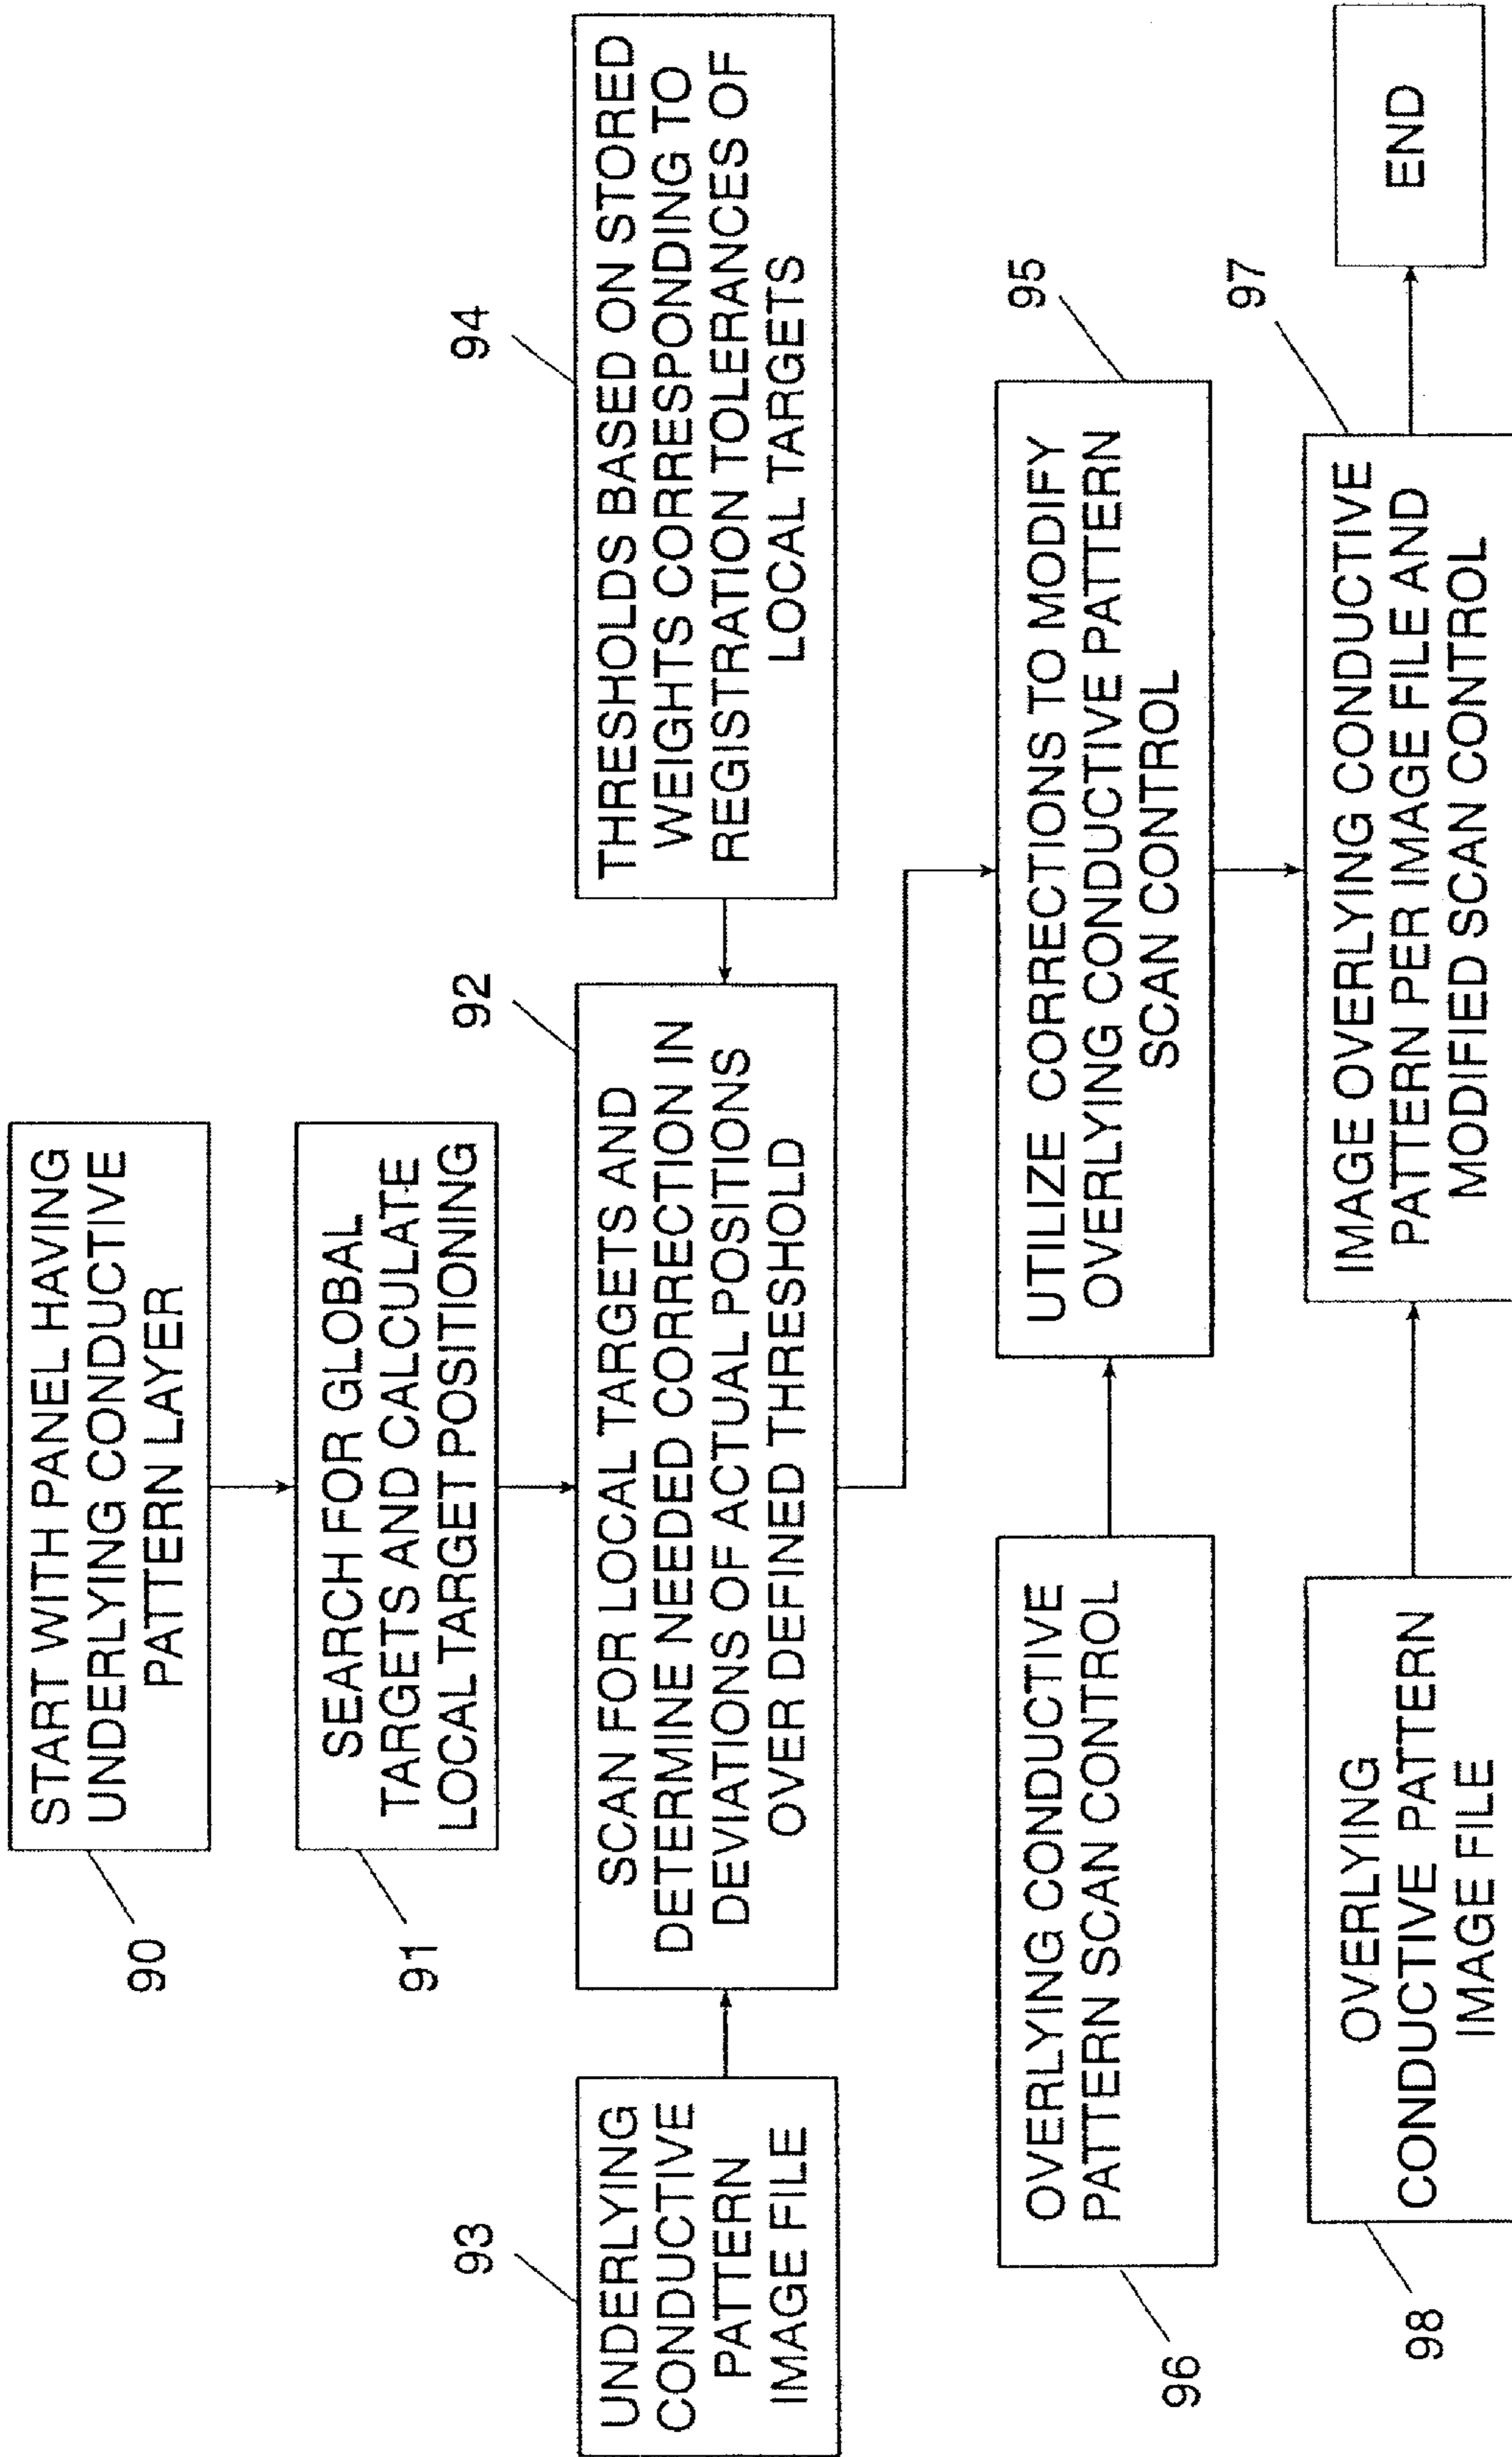 START WITH PANEL HAVING
UNDERLYING CONDUCTIVE
PATTERN LAYER
90
SEARCH FOR GLOBAL
TARGETS AND CALCULATE
LOCAL TARGET POSITIONING
91
UNDERLYING
CONDUCTIVE
PATTERN
IMAGE FILE
93
SCAN FOR LOCAL TARGETS AND
DETERMINE NEEDED CORRECTION IN
DEVIATIONS OF ACTUAL POSITIONS
OVER DEFINED THRESHOLD
92
THRESHOLDS BASED ON STORED
WEIGHTS CORRESPONDING TO
REGISTRATION TOLERANCES OF
LOCAL TARGETS
94
OVERLYING CONDUCTIVE
PATTERN SCAN CONTROL
96
UTILIZE CORRECTIONS TO MODIFY
OVERLYING CONDUCTIVE PATTERN
SCAN CONTROL
95
OVERLYING
CONDUCTIVE PATTERN
IMAGE FILE
98
IMAGE OVERLYING CONDUCTIVE
PATTERN PER IMAGE FILE AND
MODIFIED SCAN CONTROL
97
END